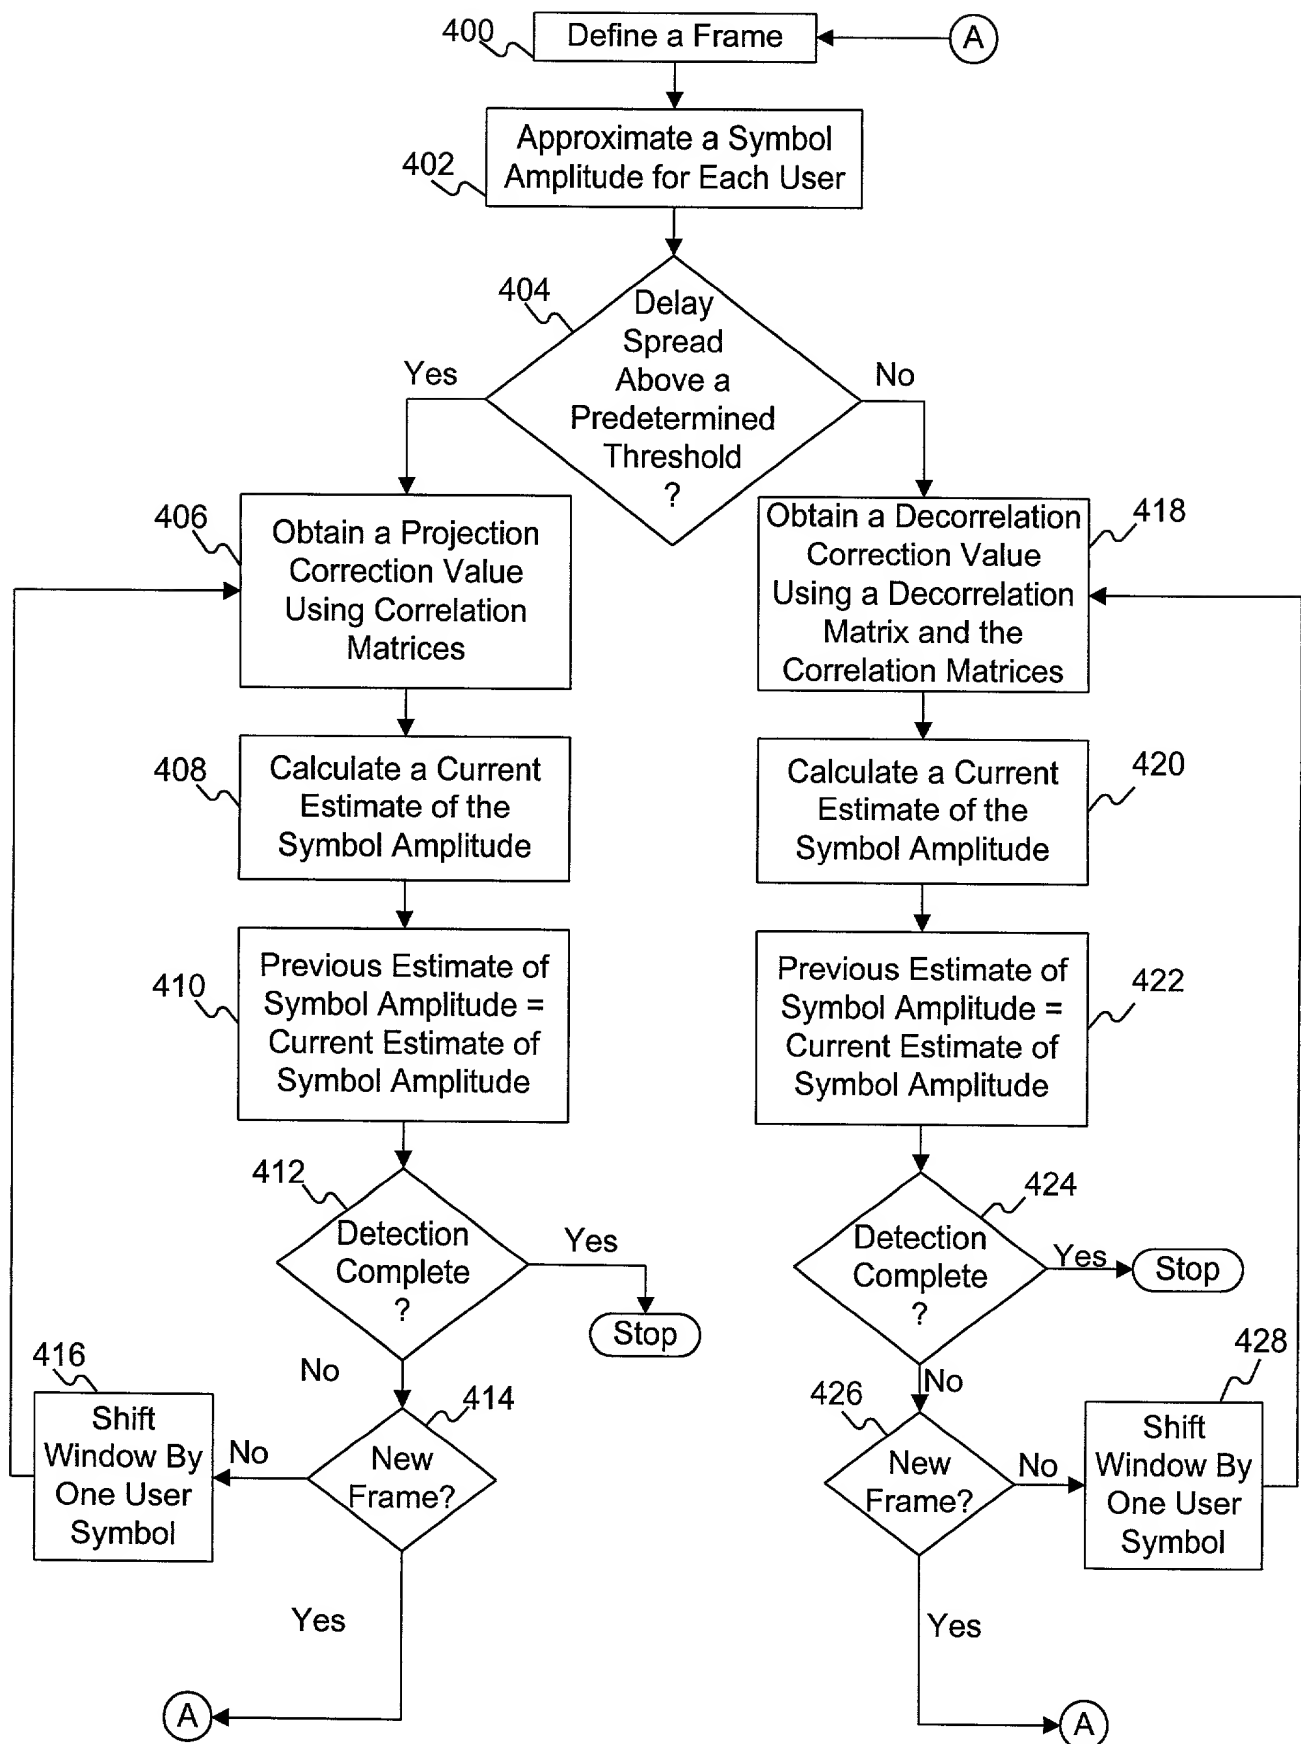 400
Define a Frame
A
402
Approximate a Symbol
Amplitude for Each User
404
Delay
Spread
Above a
Predetermined
Threshold
?
Yes
No
406
Obtain a Projection
Correction Value
Using Correlation
Matrices
418
Obtain a Decorrelation
Correction Value
Using a Decorrelation
Matrix and the
Correlation Matrices
408
Calculate a Current
Estimate of the
Symbol Amplitude
420
Calculate a Current
Estimate of the
Symbol Amplitude
410
Previous Estimate of
Symbol Amplitude =
Current Estimate of
Symbol Amplitude
422
Previous Estimate of
Symbol Amplitude =
Current Estimate of
Symbol Amplitude
412
Detection
Complete
?
Yes
Stop
No
424
Detection
Complete
?
Yes
Stop
No
416
Shift
Window By
One User
Symbol
No
414
New
Frame?
Yes
A
426
New
Frame?
No
428
Shift
Window By
One User
Symbol
Yes
A